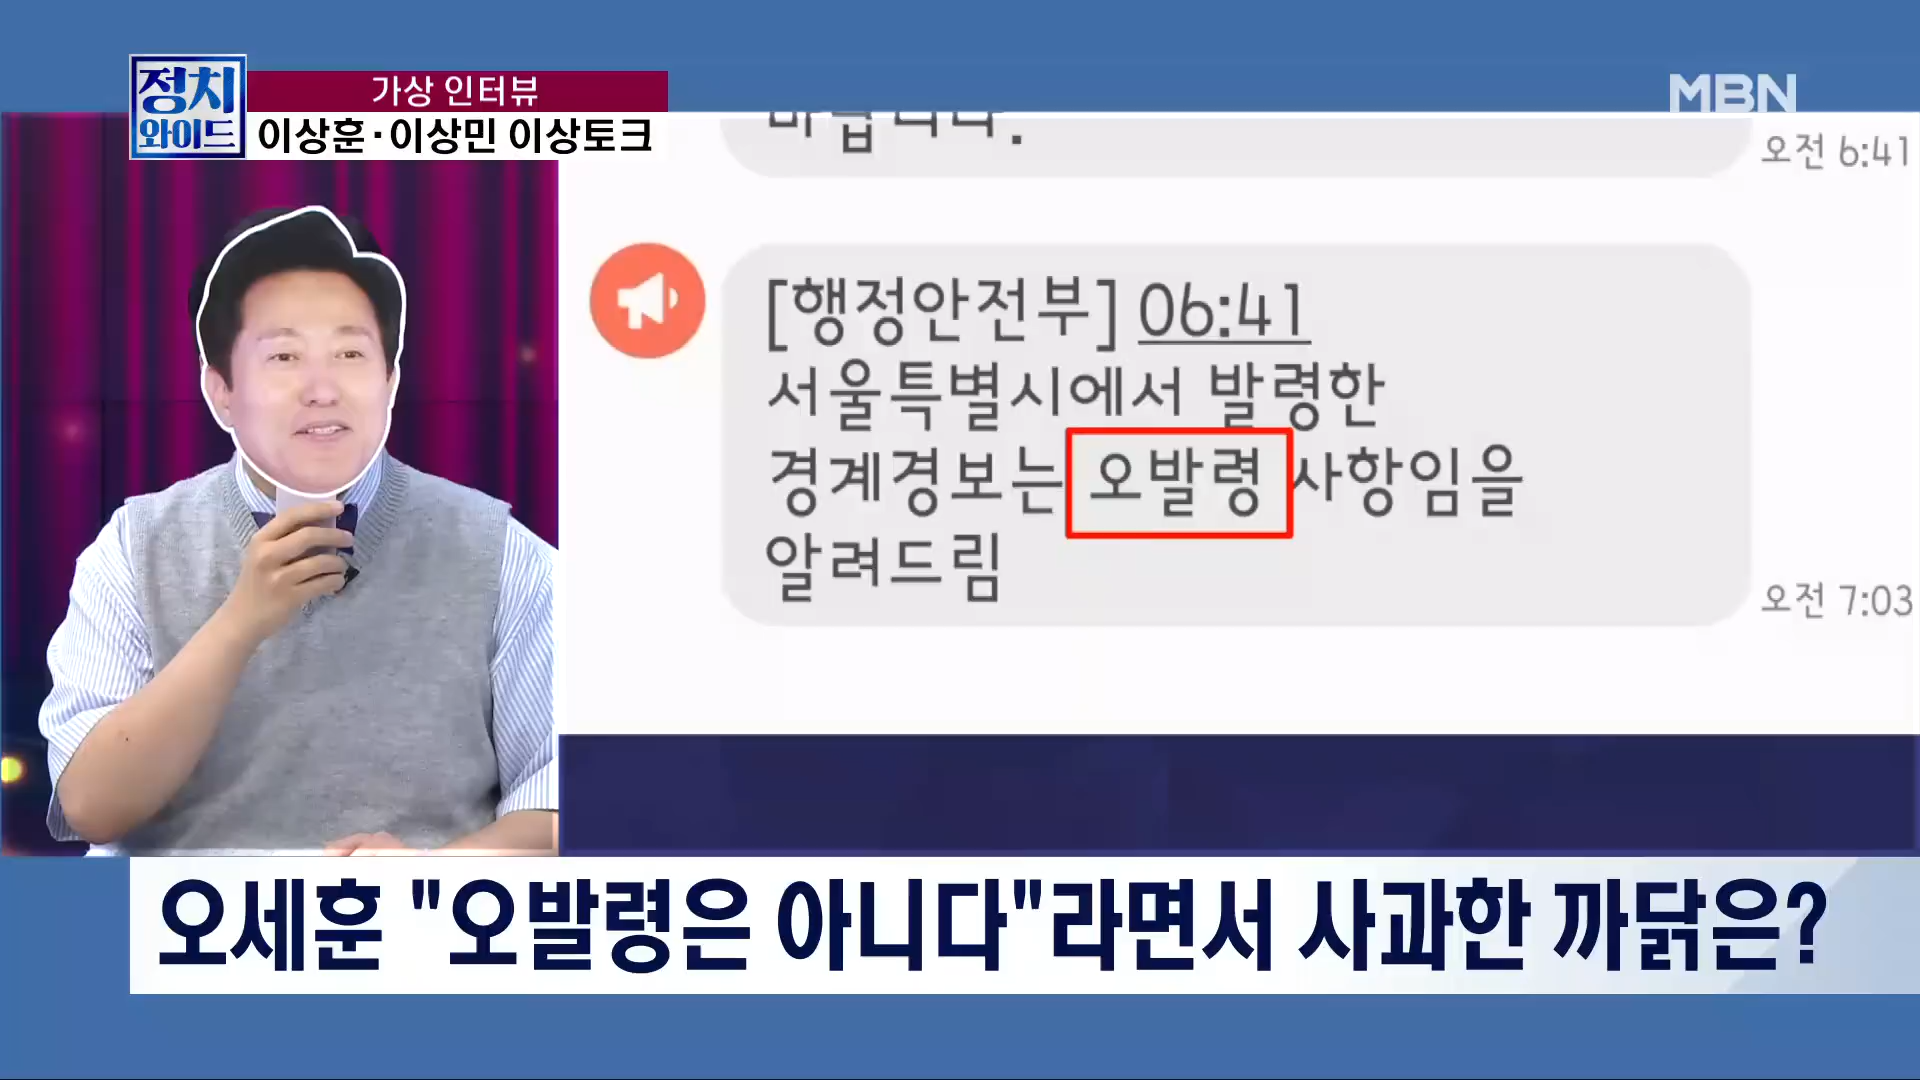 정치
와이드
가상 인터뷰
이상훈·이상민 이상토크
MBN
바랍니다.
오전 6:41
[행정안전부] 06:41
서울특별시에서 발령한
경계경보는 오발령 사항임을
알려드림
오전 7:03
오세훈 "오발령은 아니다"라면서 사과한 까닭은?